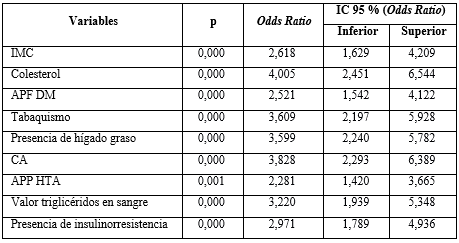 Variables p Odds Ratio IC 95 % (Odds Ratio)
Inferior Superior
IMC 0,000 2,618 1,629 4,209
Colesterol 0,000 4,005 2,451 6,544
APF DM 0,000 2,521 1,542 4,122
Tabaquismo 0,000 3,609 2,197 5,928
Presencia de hígado graso 0,000 3,599 2,240 5,782
CA 0,000 3,828 2,293 6,389
APP HTA 0,001 2,281 1,420 3,665
Valor triglicéridos en sangre 0,000 3,220 1,939 5,348
Presencia de insulinorresistencia 0,000 2,971 1,789 4,936